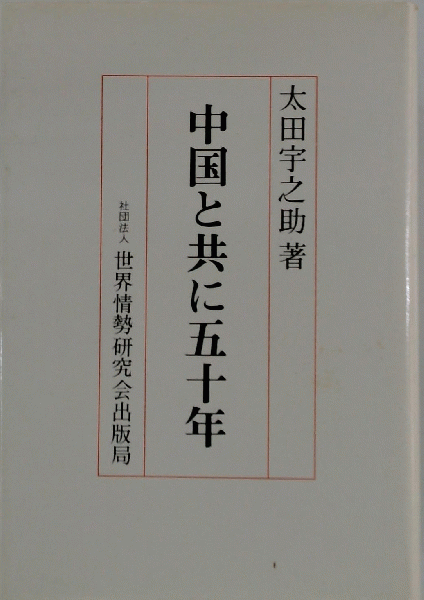 太田宇之助著
中国と共に五十年
社団法人 世界情勢研究会出版局